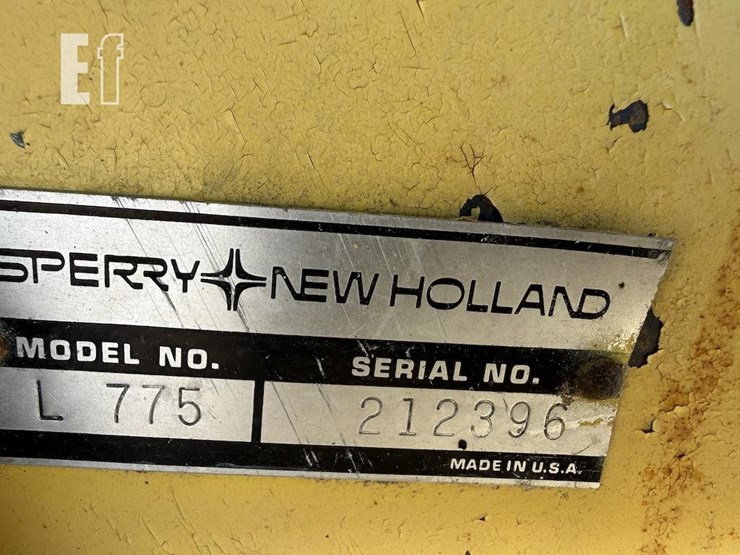 Ef
SPERRY NEW HOLLAND
MODEL NO. SERIAL NO.
L 775 212396
MADE IN U.S.A.